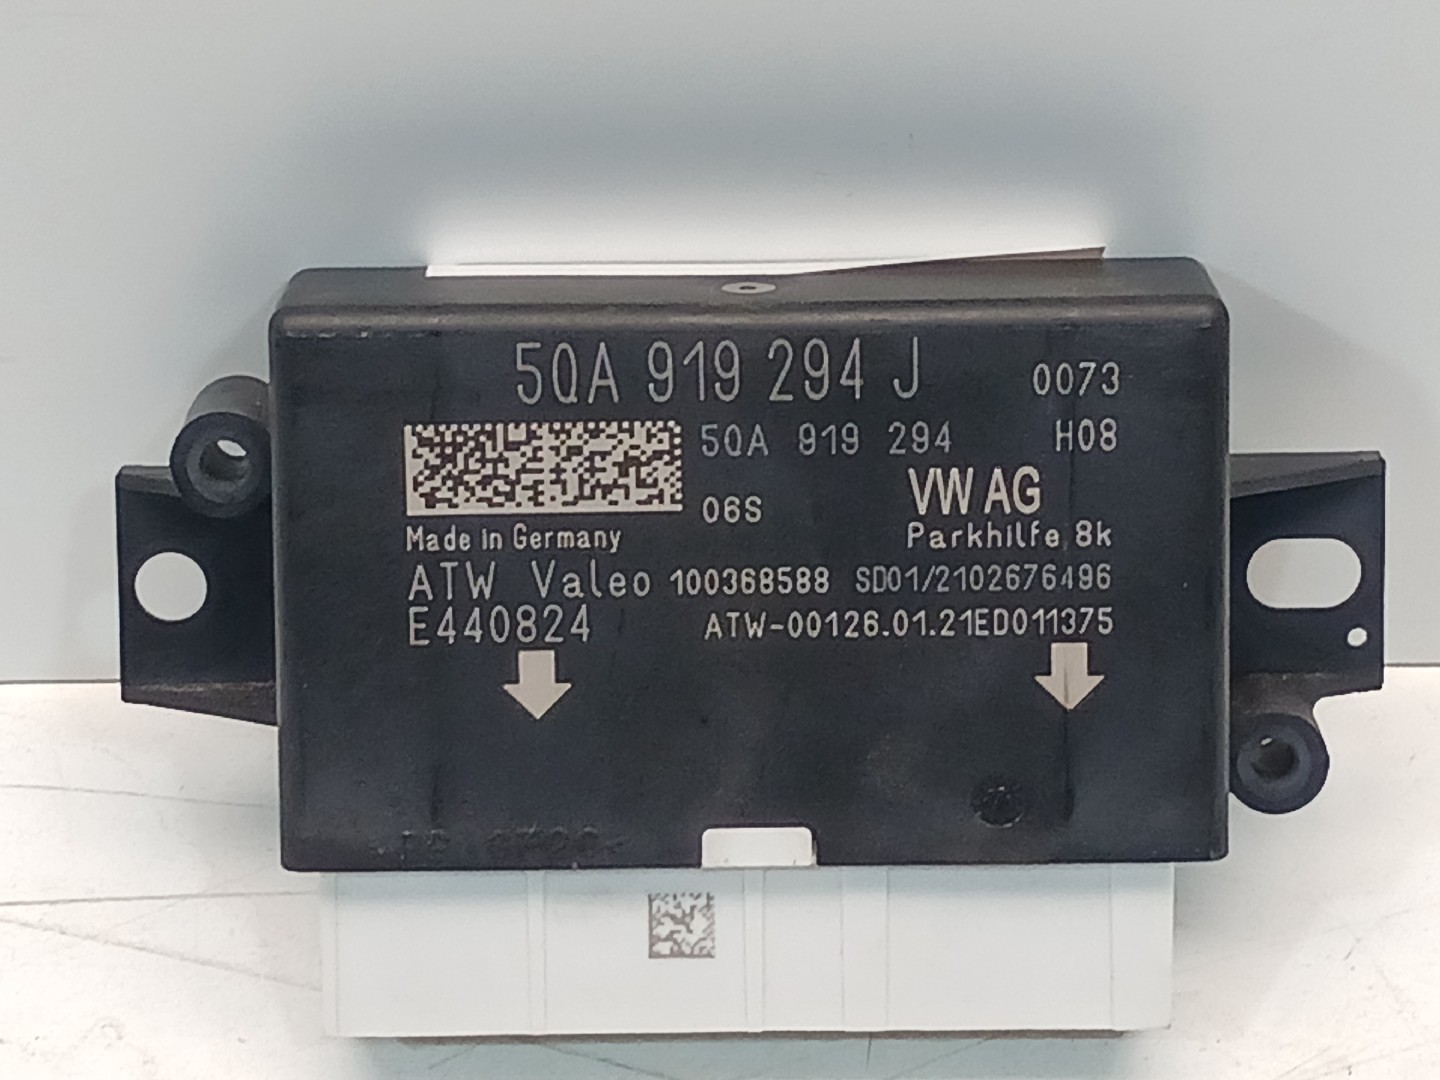 5QA 919 294 J 0073
5QA 919 294 H08
06S VW AG
Made in Germany Parkhilfe 8k
ATW Valeo 100368588 SD01/2102676496
E440824 ATW-00126.01.21ED011375